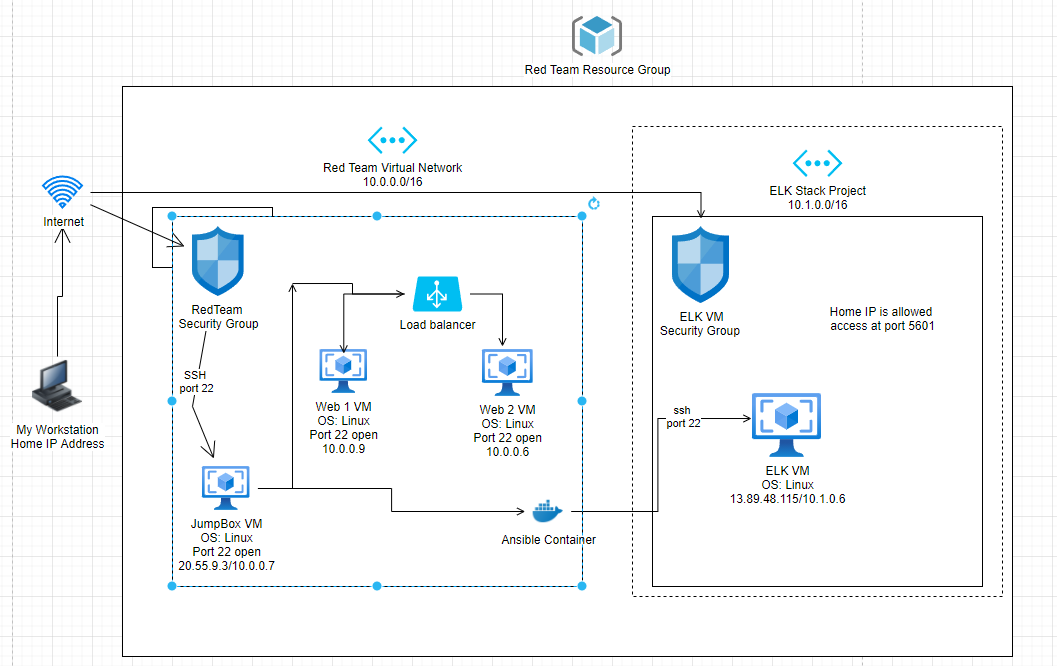 Red Team Resource Group
Red Team Virtual Network
10.0.0.0/16
ELK Stack Project
10.1.0.0/16
Internet
RedTeam
Security Group
Load balancer
ELK VM
Security Group
Home IP is allowed
access at port 5601
SSH
port 22
My Workstation
Home IP Address
Web 1 VM
OS: Linux
Port 22 open
10.0.0.9
Web 2 VM
OS: Linux
Port 22 open
10.0.0.6
ssh
port 22
ELK VM
OS: Linux
13.89.48.115/10.1.0.6
JumpBox VM
OS: Linux
Port 22 open
20.55.9.3/10.0.0.7
Ansible Container